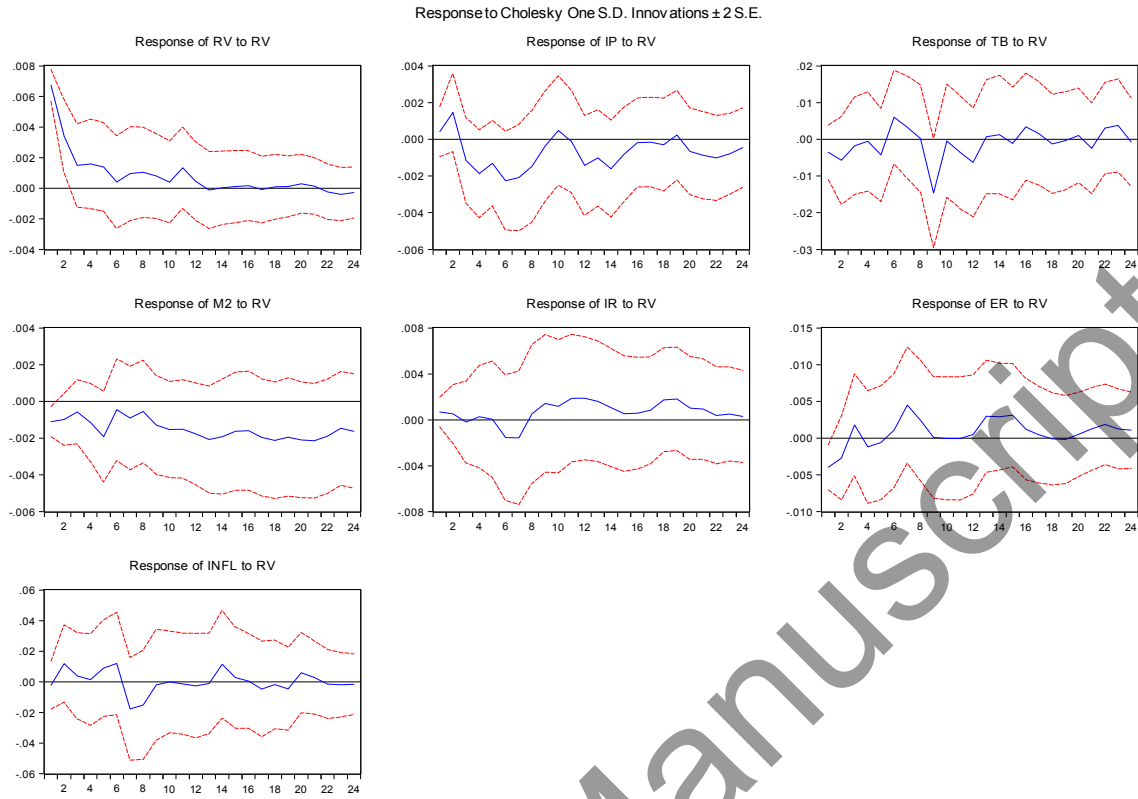 Response to Cholesky One S.D. Innovations ± 2 S.E.
Response of RV to RV
.008
.006
.004
.002
.000
-.002
-.004
2 4 6 8 10 12 14 16 18 20 22 24
Response of IP to RV
.004
.002
.000
-.002
-.004
-.006
2 4 6 8 10 12 14 16 18 20 22 24
Response of TB to RV
.02
.01
.00
-.01
-.02
-.03
2 4 6 8 10 12 14 16 18 20 22 24
Response of M2 to RV
.004
.002
.000
-.002
-.004
-.006
2 4 6 8 10 12 14 16 18 20 22 24
Response of IR to RV
.008
.004
.000
-.004
-.008
2 4 6 8 10 12 14 16 18 20 22 24
Response of ER to RV
.015
.010
.005
.000
-.005
-.010
2 4 6 8 10 12 14 16 18 20 22 24
Response of INFL to RV
.06
.04
.02
.00
-.02
-.04
-.06
2 4 6 8 10 12 14 16 18 20 22 24
Manuscript